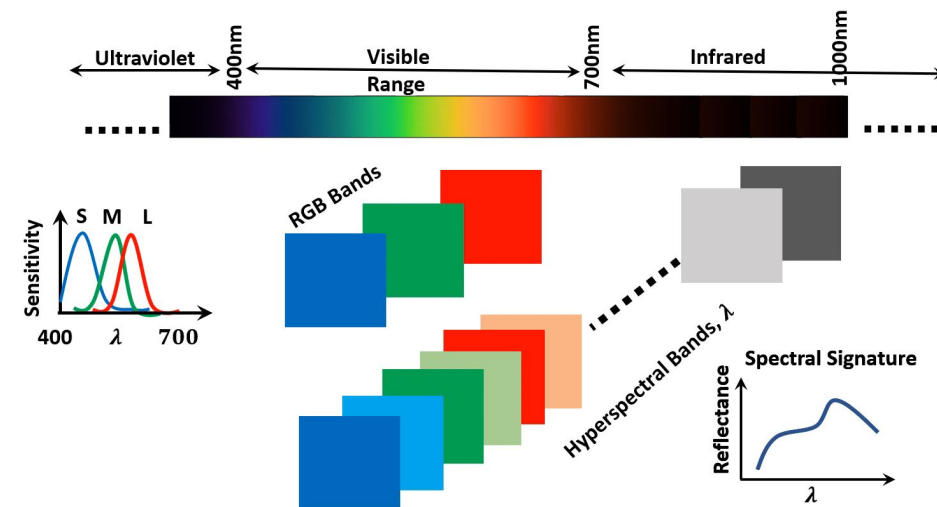 Ultraviolet
400nm
Visible
Range
700nm
Infrared
1000nm
RGB Bands
S M L
Sensitivity
400 λ 700
Hyperspectral Bands, λ
Spectral Signature
Reflectance
λ